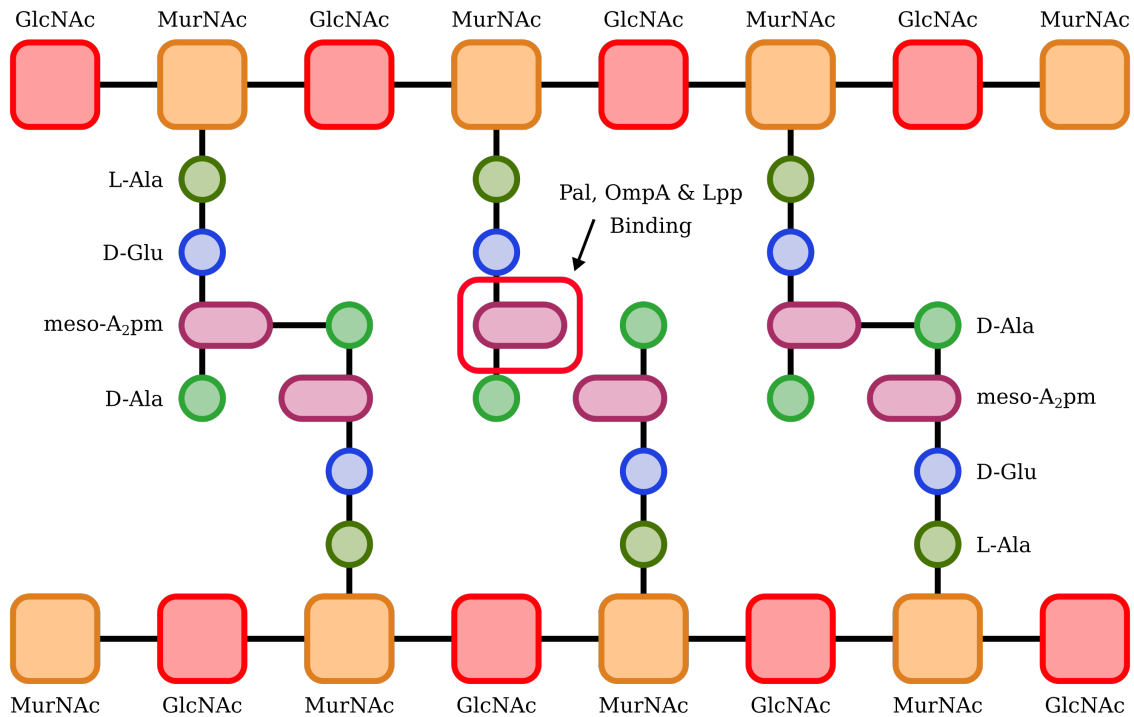 GlcNAc MurNAc GlcNAc MurNAc GlcNAc MurNAc GlcNAc MurNAc
L-Ala
Pal, OmpA & Lpp
Binding
D-Glu
meso-A₂pm
D-Ala
D-Ala
meso-A₂pm
D-Glu
L-Ala
MurNAc GlcNAc MurNAc GlcNAc MurNAc GlcNAc MurNAc GlcNAc